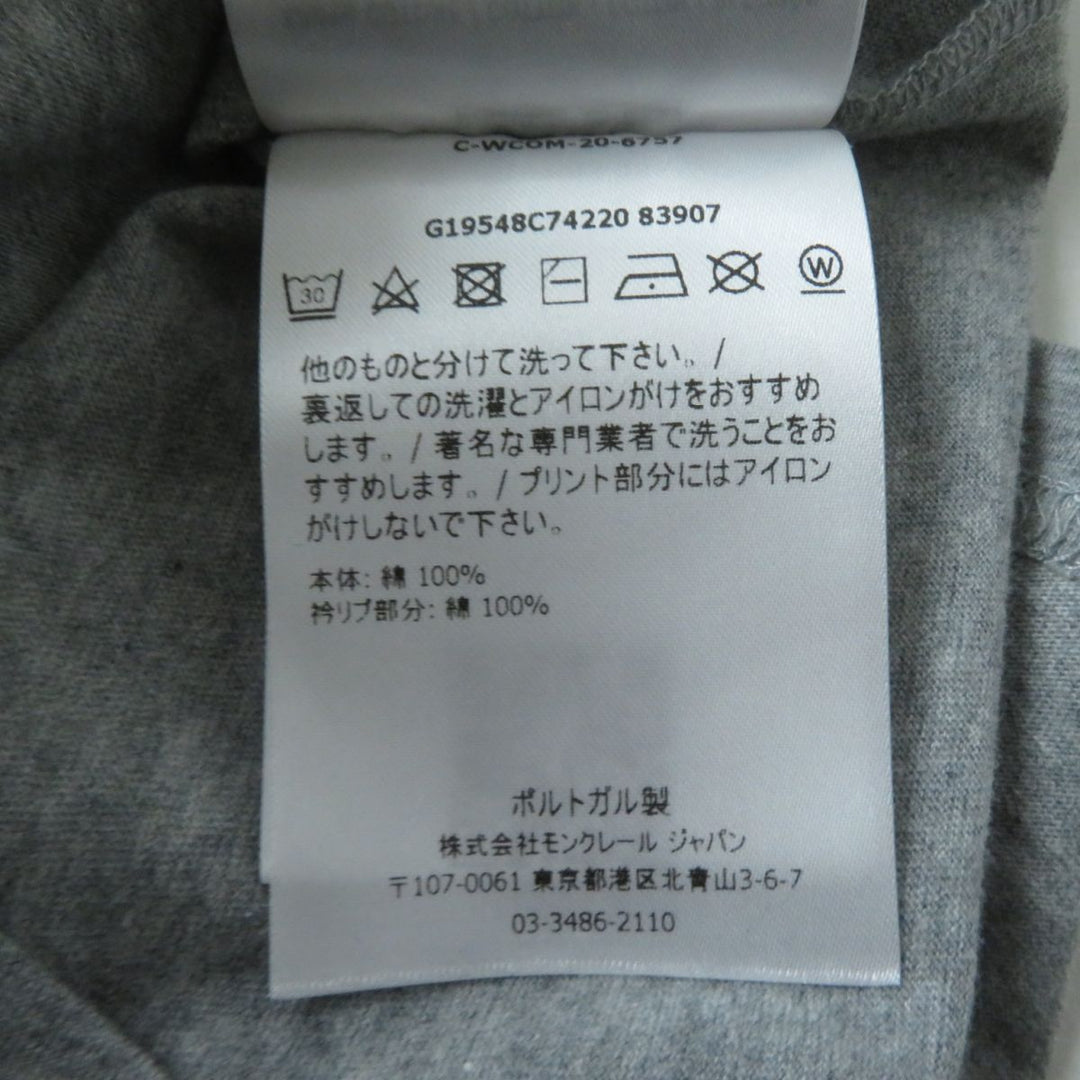 C-WCOM-20-6757
G19548C74220 83907
30
W
他のものと分けて洗って下さい。/
裏返しての洗濯とアイロンがけをおすすめ
します。/ 著名な専門業者で洗うことをお
すすめします。/ プリント部分にはアイロン
がけしないで下さい。
本体: 綿 100%
衿リブ部分: 綿 100%
ポルトガル製
株式会社モンクレール ジャパン
〒107-0061 東京都港区北青山3-6-7
03-3486-2110